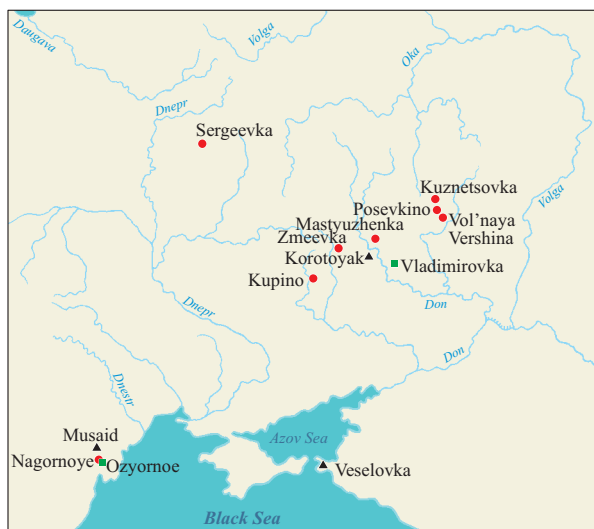 Daugava
Volga
Oka
Dnepr
Sergeevka
Kuznetsovka
Volga
Posevkino
Mastyuzhenka
Vol'naya
Vershina
Zmeevka
Korotoyak
Vladimirovka
Kupino
Dnepr
Don
Don
Dnestr
Musaid
Azov Sea
Nagornoye
Ozyornoe
Veselovka
Black Sea